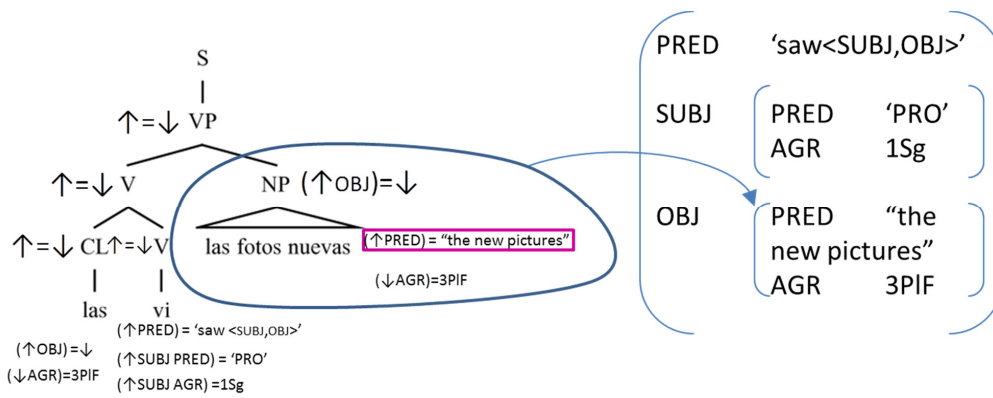 S
↑=↓ VP
↑=↓ V
NP (↑OBJ)=↓
↑=↓ CL ↑=↓ V
las fotos nuevas
(↑PRED) = “the new pictures”
(↓AGR)=3PlF
las
vi
(↑OBJ)=↓
(↓AGR)=3PlF
(↑PRED) = ‘saw <SUBJ,OBJ>’
(↑SUBJ PRED) = ‘PRO’
(↑SUBJ AGR) =1Sg
PRED ‘saw<SUBJ,OBJ>’
SUBJ PRED ‘PRO’
AGR 1Sg
OBJ PRED “the
new pictures”
AGR 3PlF